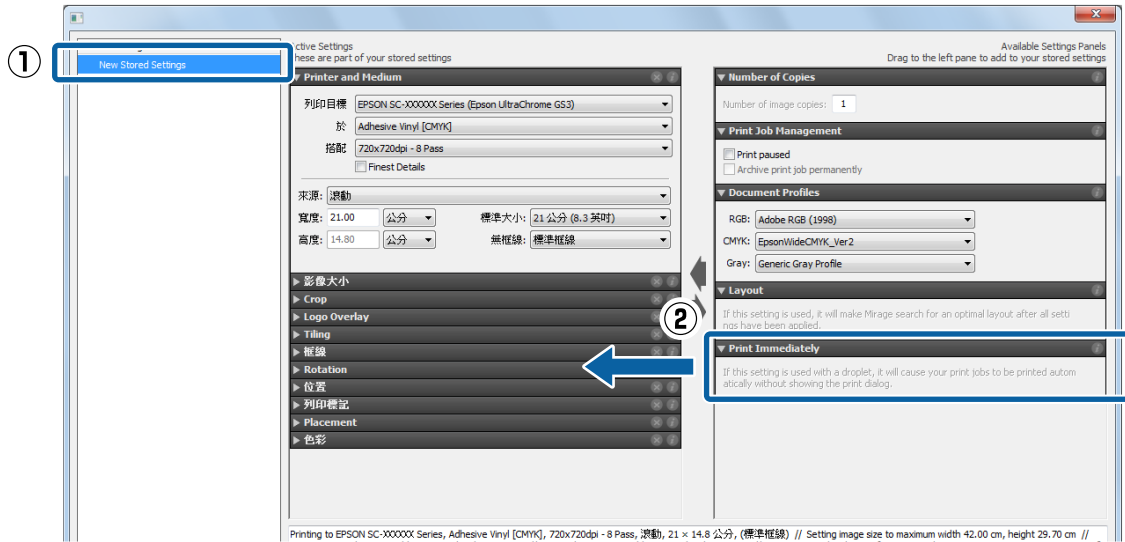 ①
New Stored Settings
ctive Settings
hese are part of your stored settings
Available Settings Panels
Drag to the left pane to add to your stored settings
Printer and Medium
列印目標 EPSON SC-XXXXXX Series (Epson UltraChrome GS3)
於 Adhesive Vinyl [CMYK]
搭配 720x720dpi - 8 Pass
Finest Details
來源: 滾動
寬度: 21.00 公分 標準大小: 21 公分 (8.3 英吋)
高度: 14.80 公分 無框線: 標準框線
影像大小
Crop
Logo Overlay
Tiling
框線
Rotation
位置
列印標記
Placement
色彩
②
Number of Copies
Number of image copies: 1
Print Job Management
Print paused
Archive print job permanently
Document Profiles
RGB: Adobe RGB (1998)
CMYK: EpsonWideCMYK_Ver2
Gray: Generic Gray Profile
Layout
If this setting is used, it will make Mirage search for an optimal layout after all setti
ngs have been applied.
Print Immediately
If this setting is used with a droplet, it will cause your print jobs to be printed autom
atically without showing the print dialog.
Printing to EPSON SC-XXXXXX Series, Adhesive Vinyl [CMYK], 720x720dpi - 8 Pass, 滾動, 21 × 14.8 公分, (標準框線) // Setting image size to maximum width 42.00 cm, height 29.70 cm //